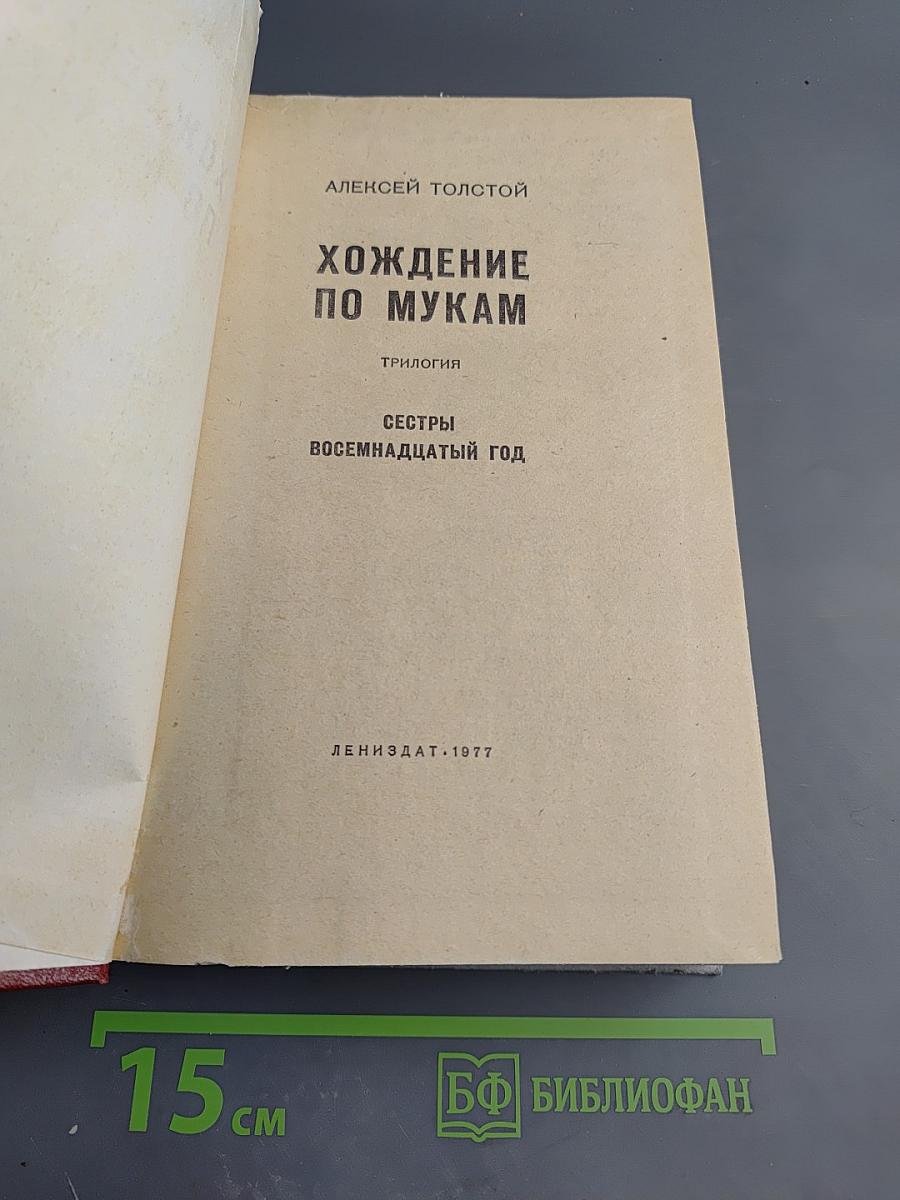 АЛЕКСЕЙ ТОЛСТОЙ
ХОЖДЕНИЕ
ПО МУКАМ
ТРИЛОГИЯ
СЕСТРЫ
ВОСЕМНАДЦАТЫЙ ГОД
ЛЕНИЗДАТ • 1977
15 см
БФ БИБЛИОФАН